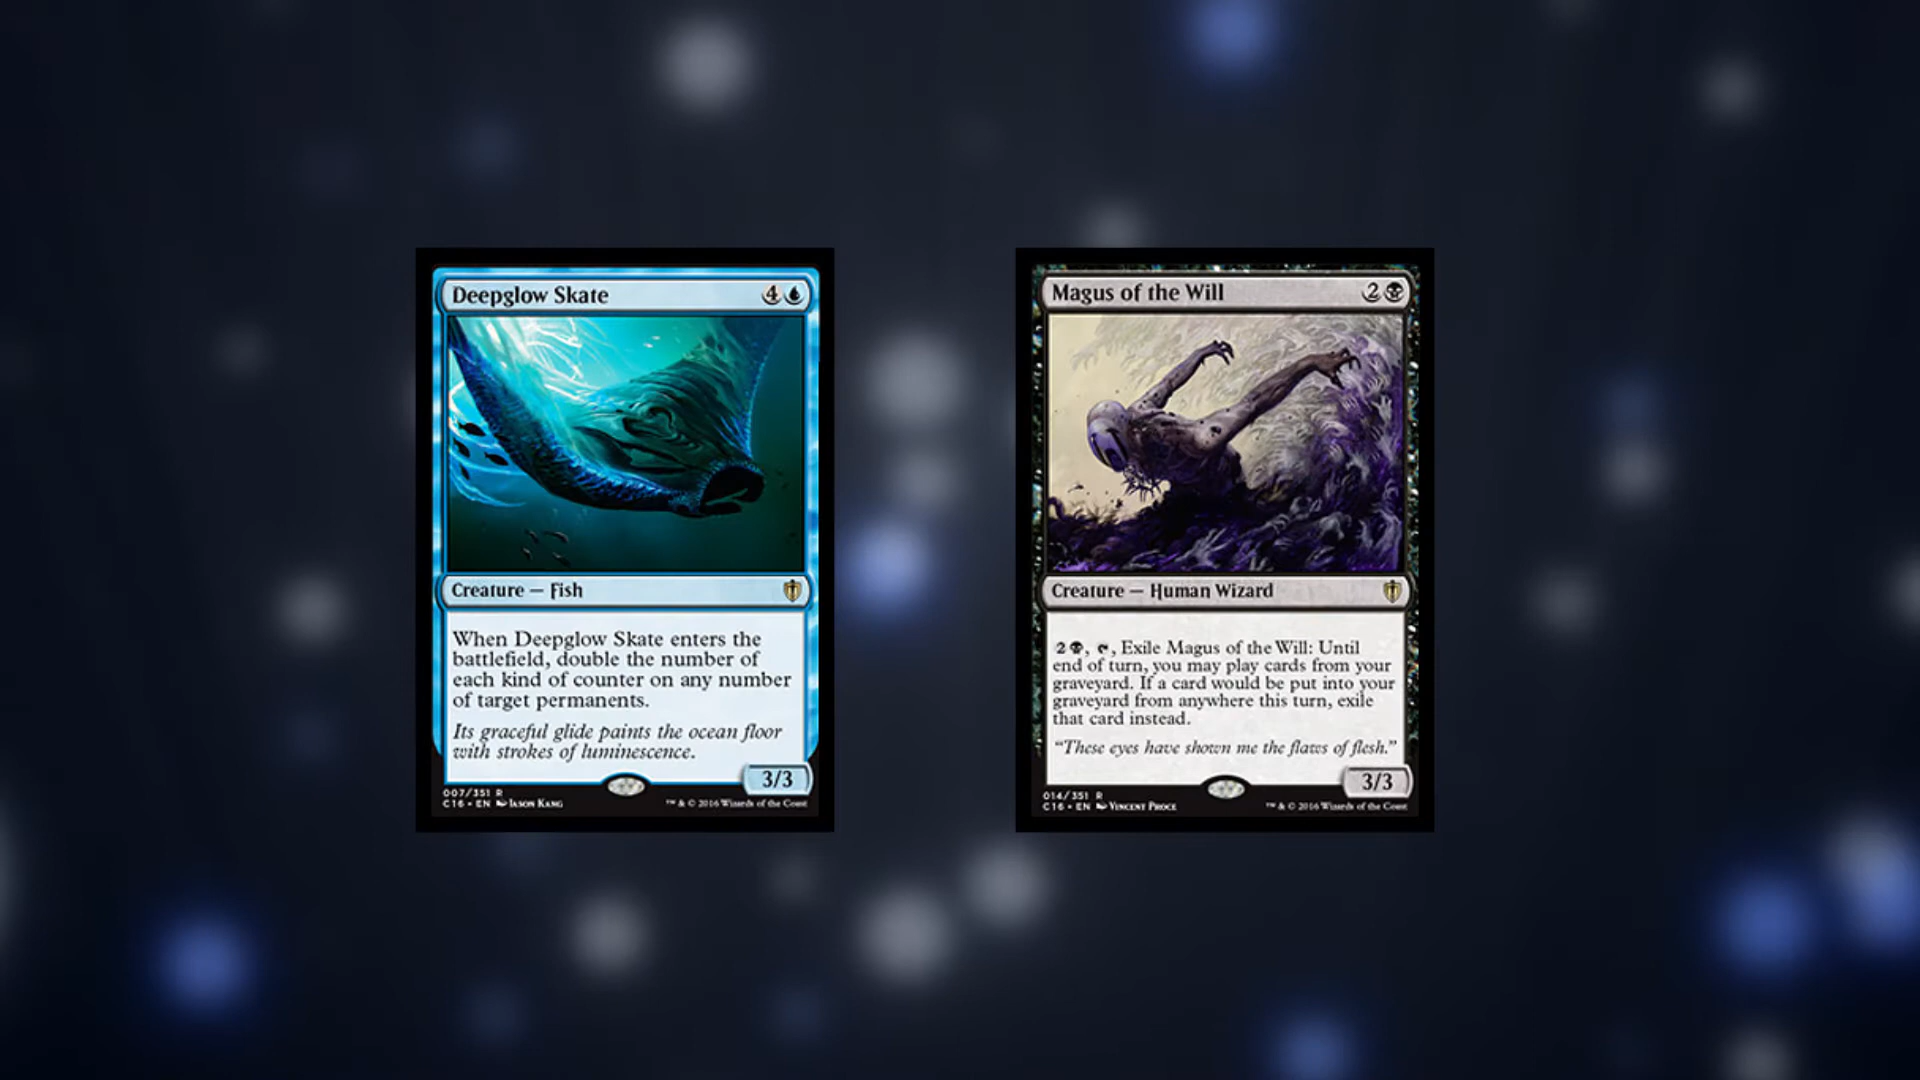 Deepglow Skate 4
Creature — Fish
When Deepglow Skate enters the
battlefield, double the number of
each kind of counter on any number
of target permanents.
Its graceful glide paints the ocean floor
with strokes of luminescence.
3/3
007/351 R
C16 • EN Jason Kang
™ & © 2016 Wizards of the Coast
Magus of the Will 2
Creature — Human Wizard
2, , Exile Magus of the Will: Until
end of turn, you may play cards from your
graveyard. If a card would be put into your
graveyard from anywhere this turn, exile
that card instead.
“These eyes have shown me the flaws of flesh.”
3/3
014/351 R
C16 • EN Vincent Proce
™ & © 2016 Wizards of the Coast